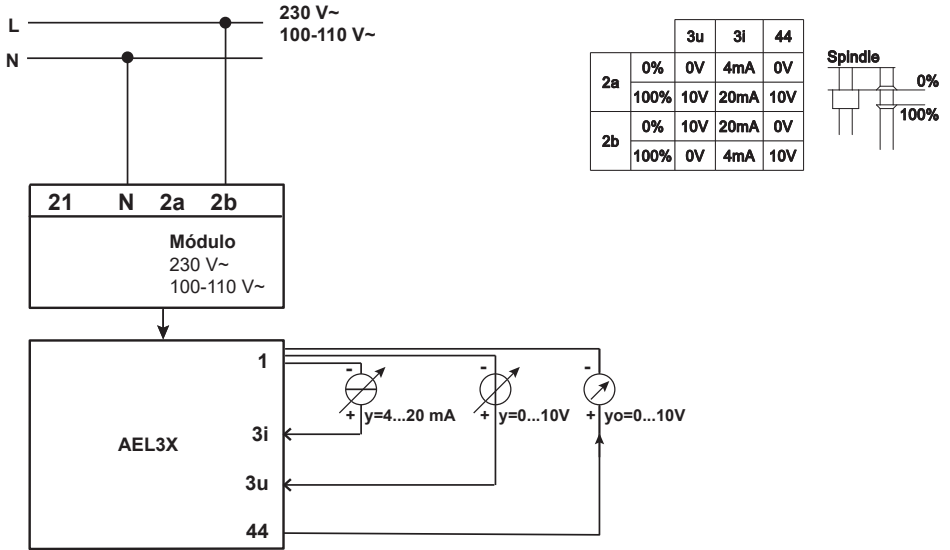 230 V~
100-110 V~
L
N
3u 3i 44
2a 0% 0V 4mA 0V
100% 10V 20mA 10V
2b 0% 10V 20mA 0V
100% 0V 4mA 10V
Spindle
0%
100%
21 N 2a 2b
Módulo
230 V~
100-110 V~
AEL3X
1
3i
3u
44
-
+ y=4...20 mA
-
+ y=0...10V
-
+ yo=0...10V